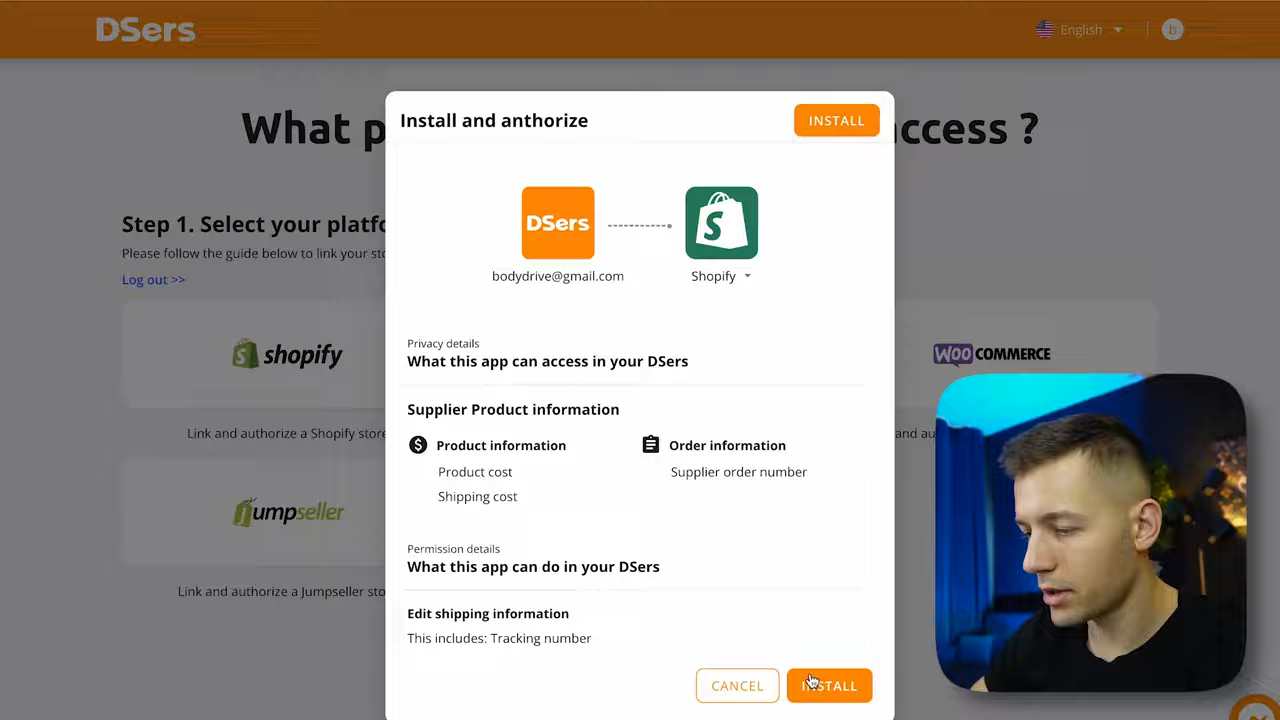 DSers
English
b
What p
ccess ?
Install and anthorize
INSTALL
DSers
S
bodydrive@gmail.com
Shopify
Step 1. Select your platfo
Please follow the guide below to link your sto
Log out >>
shopify
WOO COMMERCE
Privacy details
What this app can access in your DSers
Supplier Product information
$ Product information
Order information
Product cost
Supplier order number
Shipping cost
Link and authorize a Shopify store
and au
Jumpseller
Permission details
What this app can do in your DSers
Link and authorize a Jumpseller sto
Edit shipping information
This includes: Tracking number
CANCEL
INSTALL